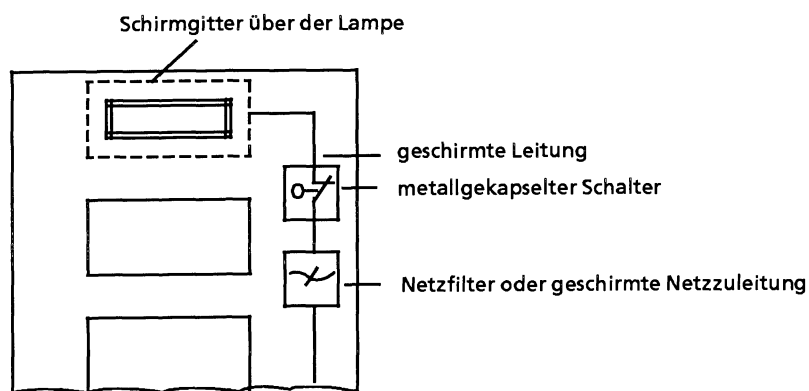 Schirmgitter über der Lampe
geschirmte Leitung
metallgekapselter Schalter
Netzfilter oder geschirmte Netzzuleitung